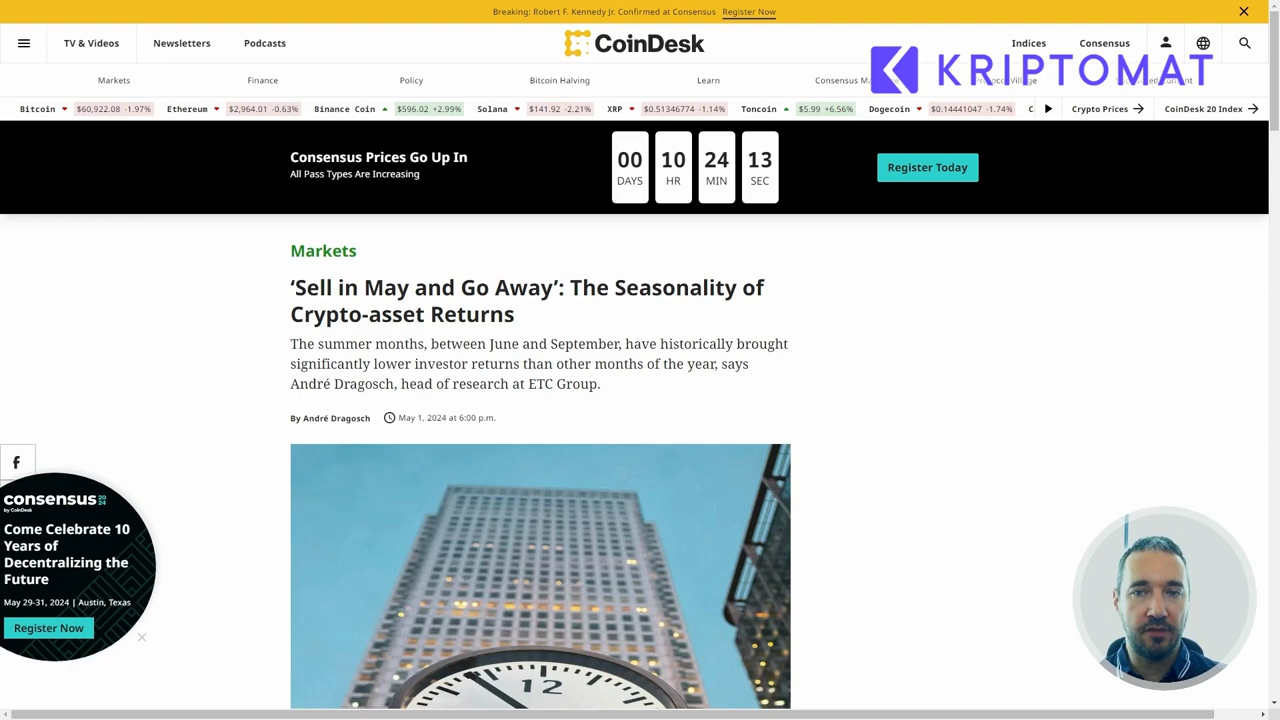 Breaking: Robert F. Kennedy Jr. Confirmed at Consensus Register Now
TV & Videos Newsletters Podcasts CoinDesk Indices Consensus
KRIPTOMAT
Markets Finance Policy Bitcoin Halving Learn Consensus
Bitcoin $60,922.08 -1.97% Ethereum $2,964.01 -0.63% Binance Coin $596.02 +2.99% Solana $141.92 -2.21% XRP $0.51346774 -1.14% Toncoin $5.99 +6.56% Dogecoin $0.14441047 -1.74% C Crypto Prices CoinDesk 20 Index
Consensus Prices Go Up In
All Pass Types Are Increasing
00 10 24 13
DAYS HR MIN SEC
Register Today
Markets
‘Sell in May and Go Away’: The Seasonality of
Crypto-asset Returns
The summer months, between June and September, have historically brought
significantly lower investor returns than other months of the year, says
André Dragosch, head of research at ETC Group.
By André Dragosch May 1, 2024 at 6:00 p.m.
f
consensus 2024
by CoinDesk
Come Celebrate 10
Years of
Decentralizing the
Future
May 29-31, 2024 | Austin, Texas
Register Now
12